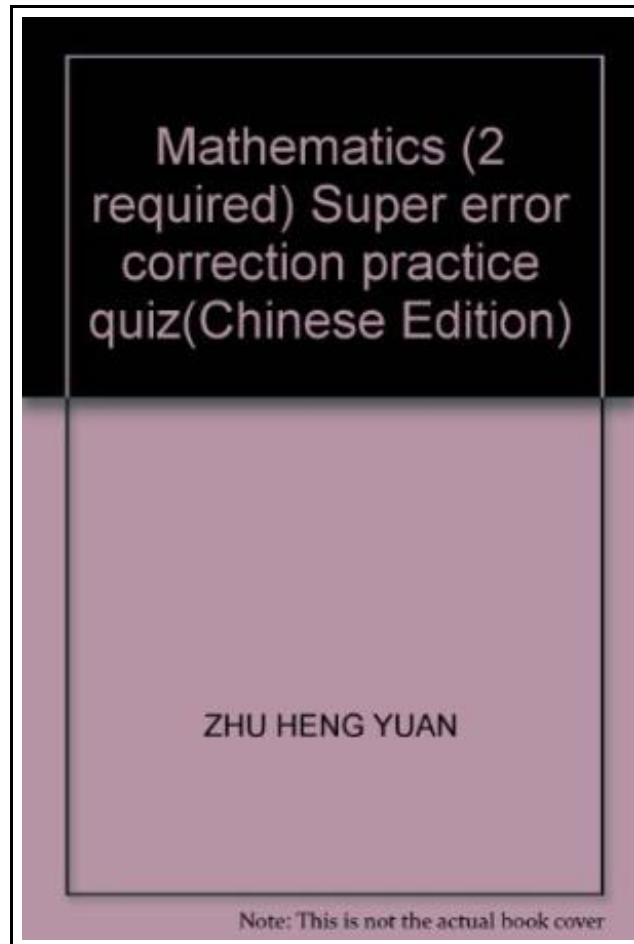 Mathematics (2
required) Super error
correction practice
quiz(Chinese Edition)
ZHU HENG YUAN
Note: This is not the actual book cover